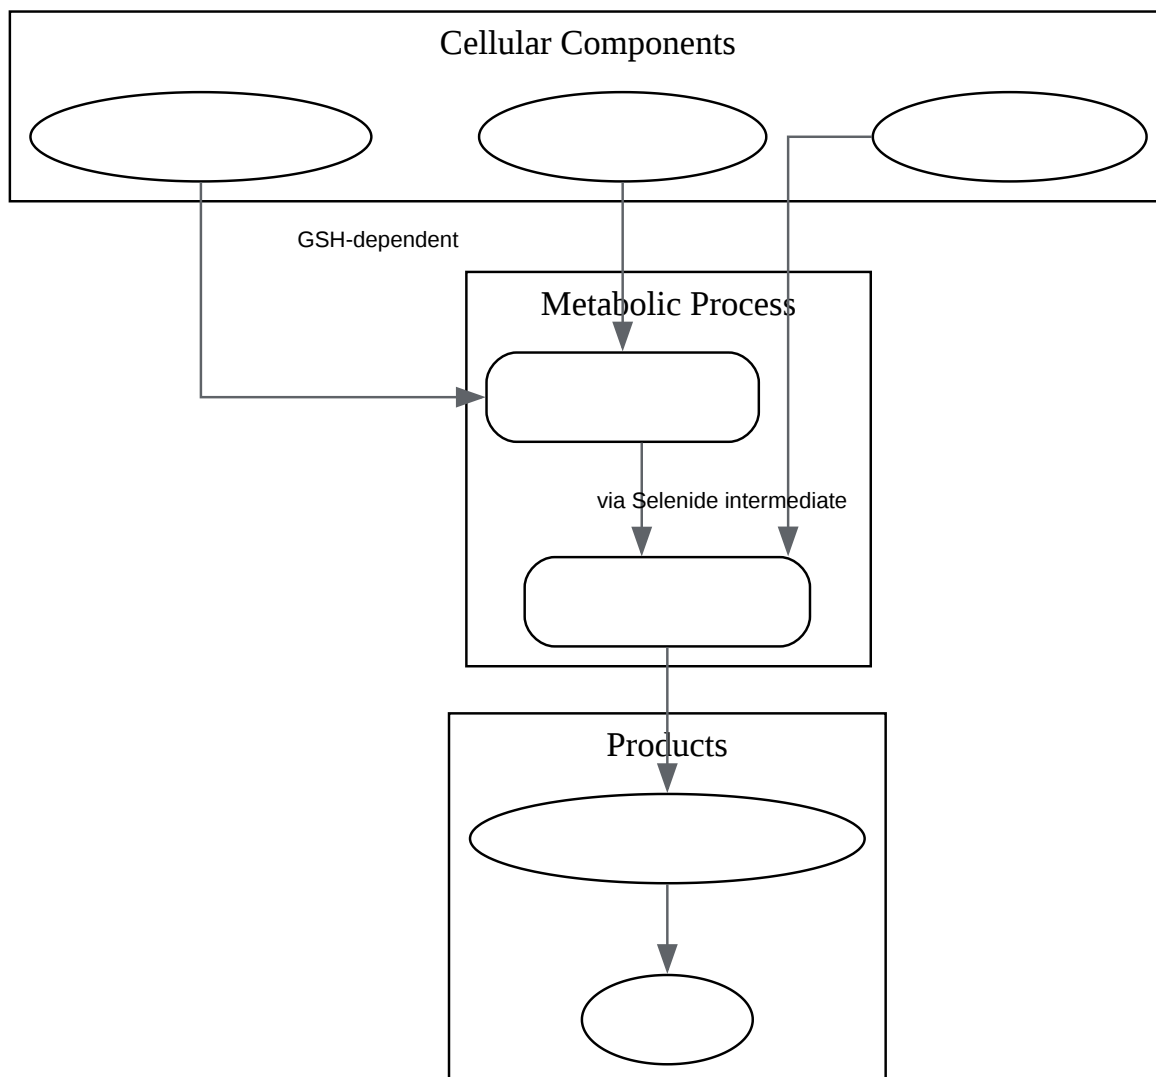 Cellular Components
GSH-dependent
Metabolic Process
via Selenide intermediate
Products